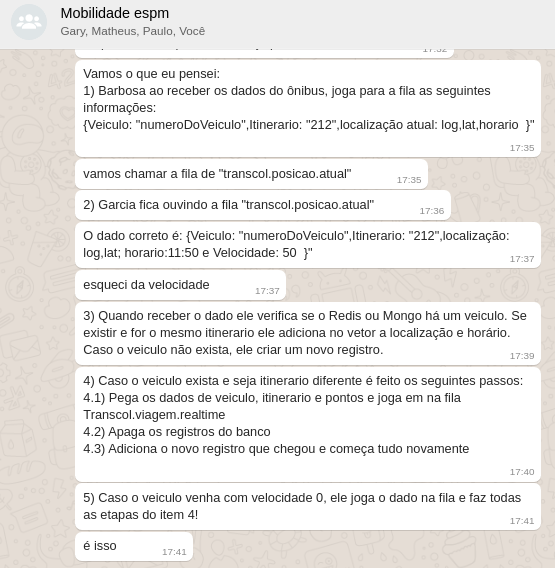 Mobilidade espm
Gary, Matheus, Paulo, Você
17:32
Vamos o que eu pensei:
1) Barbosa ao receber os dados do ônibus, joga para a fila as seguintes
informações:
{Veiculo: "numeroDoVeiculo",Itinerario: "212",localização atual: log,lat,horario  }"
17:35
vamos chamar a fila de "transcol.posicao.atual"
17:35
2) Garcia fica ouvindo a fila "transcol.posicao.atual"
17:36
O dado correto é: {Veiculo: "numeroDoVeiculo",Itinerario: "212",localização:
log,lat; horario:11:50 e Velocidade: 50  }"
17:37
esqueci da velocidade
17:37
3) Quando receber o dado ele verifica se o Redis ou Mongo há um veiculo. Se
existir e for o mesmo itinerario ele adiciona no vetor a localização e horário.
Caso o veiculo não exista, ele criar um novo registro.
17:39
4) Caso o veiculo exista e seja itinerario diferente é feito os seguintes passos:
4.1) Pega os dados de veiculo, itinerario e pontos e joga em na fila
Transcol.viagem.realtime
4.2) Apaga os registros do banco
4.3) Adiciona o novo registro que chegou e começa tudo novamente
17:40
5) Caso o veiculo venha com velocidade 0, ele joga o dado na fila e faz todas
as etapas do item 4!
17:41
é isso
17:41